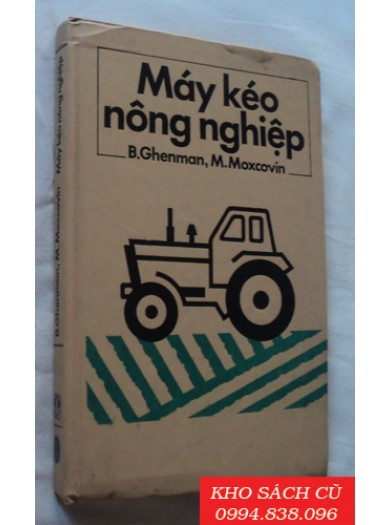 Máy kéo
nông nghiệp
B.Ghenman, M.Moxcovin
B.Ghenman, M. Moxcovin Máy kéo nông nghiệp
KHO SÁCH CŨ
0994.838.096